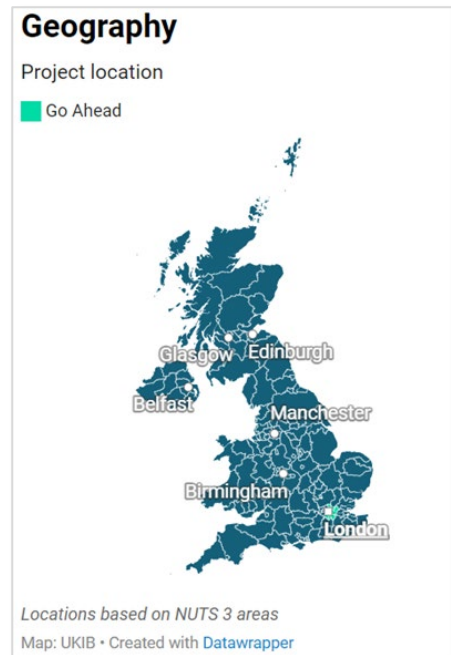 Geography
Project location
Go Ahead
Glasgow
Edinburgh
Belfast
Manchester
Birmingham
London
Locations based on NUTS 3 areas
Map: UKIB • Created with Datawrapper